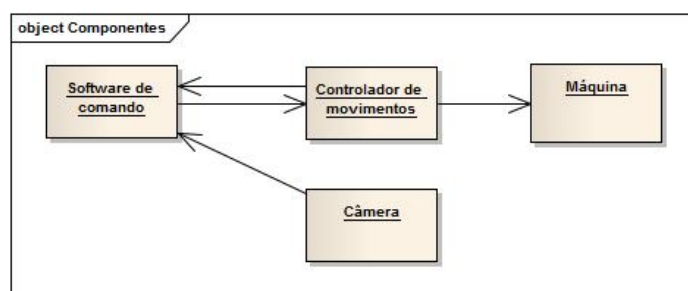 object Componentes
Software de
comando
Controlador de
movimentos
Máquina
Câmera